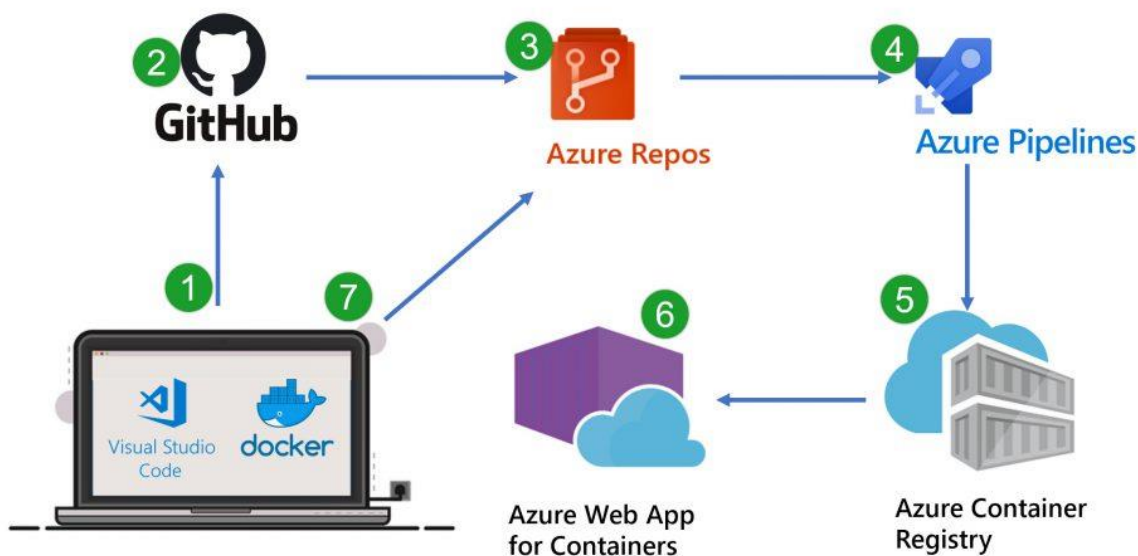 2
GitHub
3
Azure Repos
4
Azure Pipelines
1
7
Visual Studio
Code
docker
6
Azure Web App
for Containers
5
Azure Container
Registry